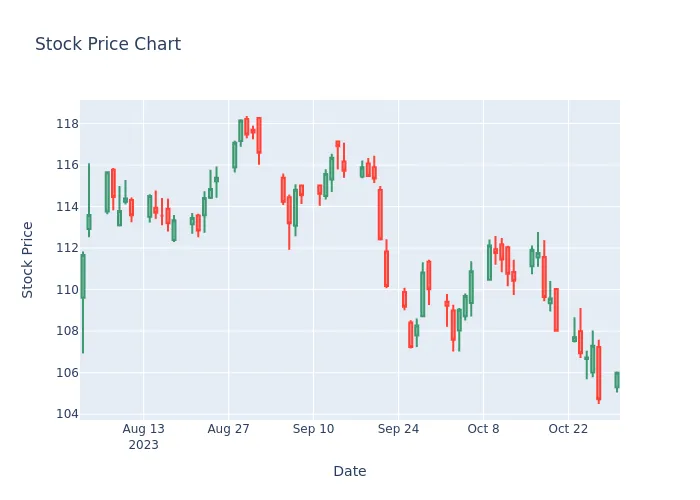 Stock Price Chart
Stock Price
118
116
114
112
110
108
106
104
Aug 13
2023
Aug 27
Sep 10
Sep 24
Oct 8
Oct 22
Date